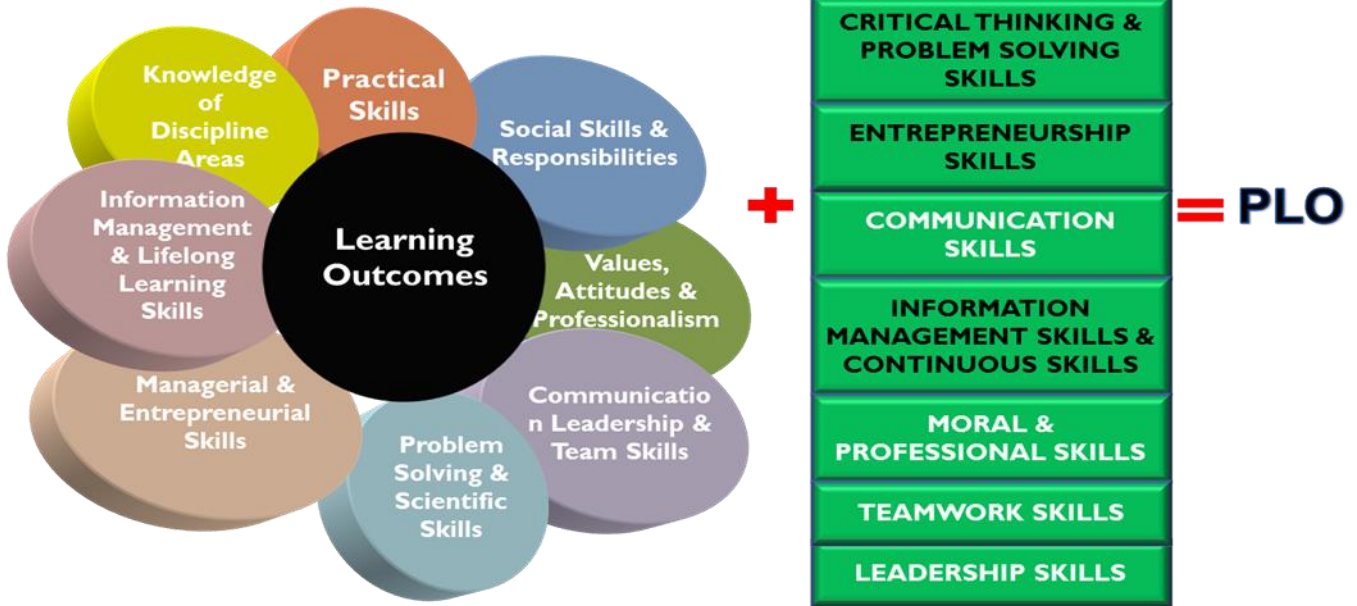 Knowledge
of
Discipline
Areas
Practical
Skills
Social Skills &
Responsibilities
Values,
Attitudes &
Professionalism
Communicatio
n Leadership &
Team Skills
Problem
Solving &
Scientific
Skills
Managerial &
Entrepreneurial
Skills
Information
Management
& Lifelong
Learning
Skills
Learning
Outcomes
+
CRITICAL THINKING &
PROBLEM SOLVING
SKILLS
ENTREPRENEURSHIP
SKILLS
COMMUNICATION
SKILLS
INFORMATION
MANAGEMENT SKILLS &
CONTINUOUS SKILLS
MORAL &
PROFESSIONAL SKILLS
TEAMWORK SKILLS
LEADERSHIP SKILLS
= PLO